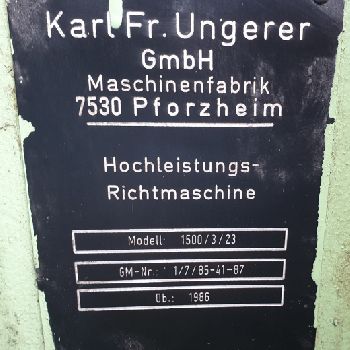 Karl Fr. Ungerer
GmbH
Maschinenfabrik
7530 Pforzheim
Hochleistungs-
Richtmaschine
Modell: 1500/3/23
GM-Nr.: 1/7/85-41-87
Bb.: 1986